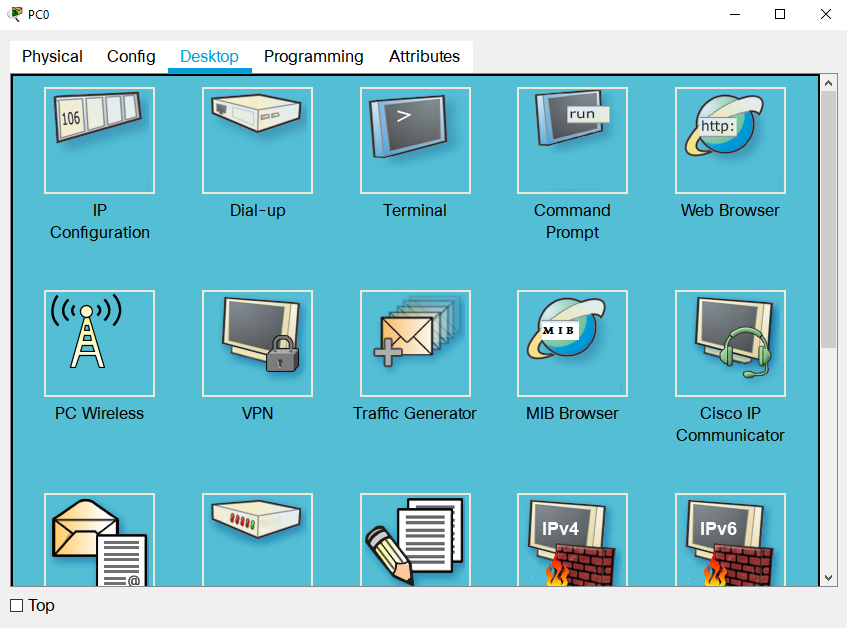 PC0
Physical Config Desktop Programming Attributes
106
>
run
http:
IP
Configuration
Dial-up
Terminal
Command
Prompt
Web Browser
MIB
PC Wireless
VPN
Traffic Generator
MIB Browser
Cisco IP
Communicator
@
IPv4
IPv6
Top